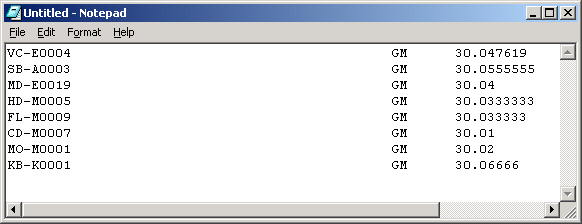 Untitled - Notepad
File Edit Format Help
VC-E0004 GM 30.047619
SB-A0003 GM 30.0555555
MD-E0019 GM 30.04
HD-M0005 GM 30.0333333
FL-M0009 GM 30.033333
CD-M0007 GM 30.01
MO-M0001 GM 30.02
KB-K0001 GM 30.06666